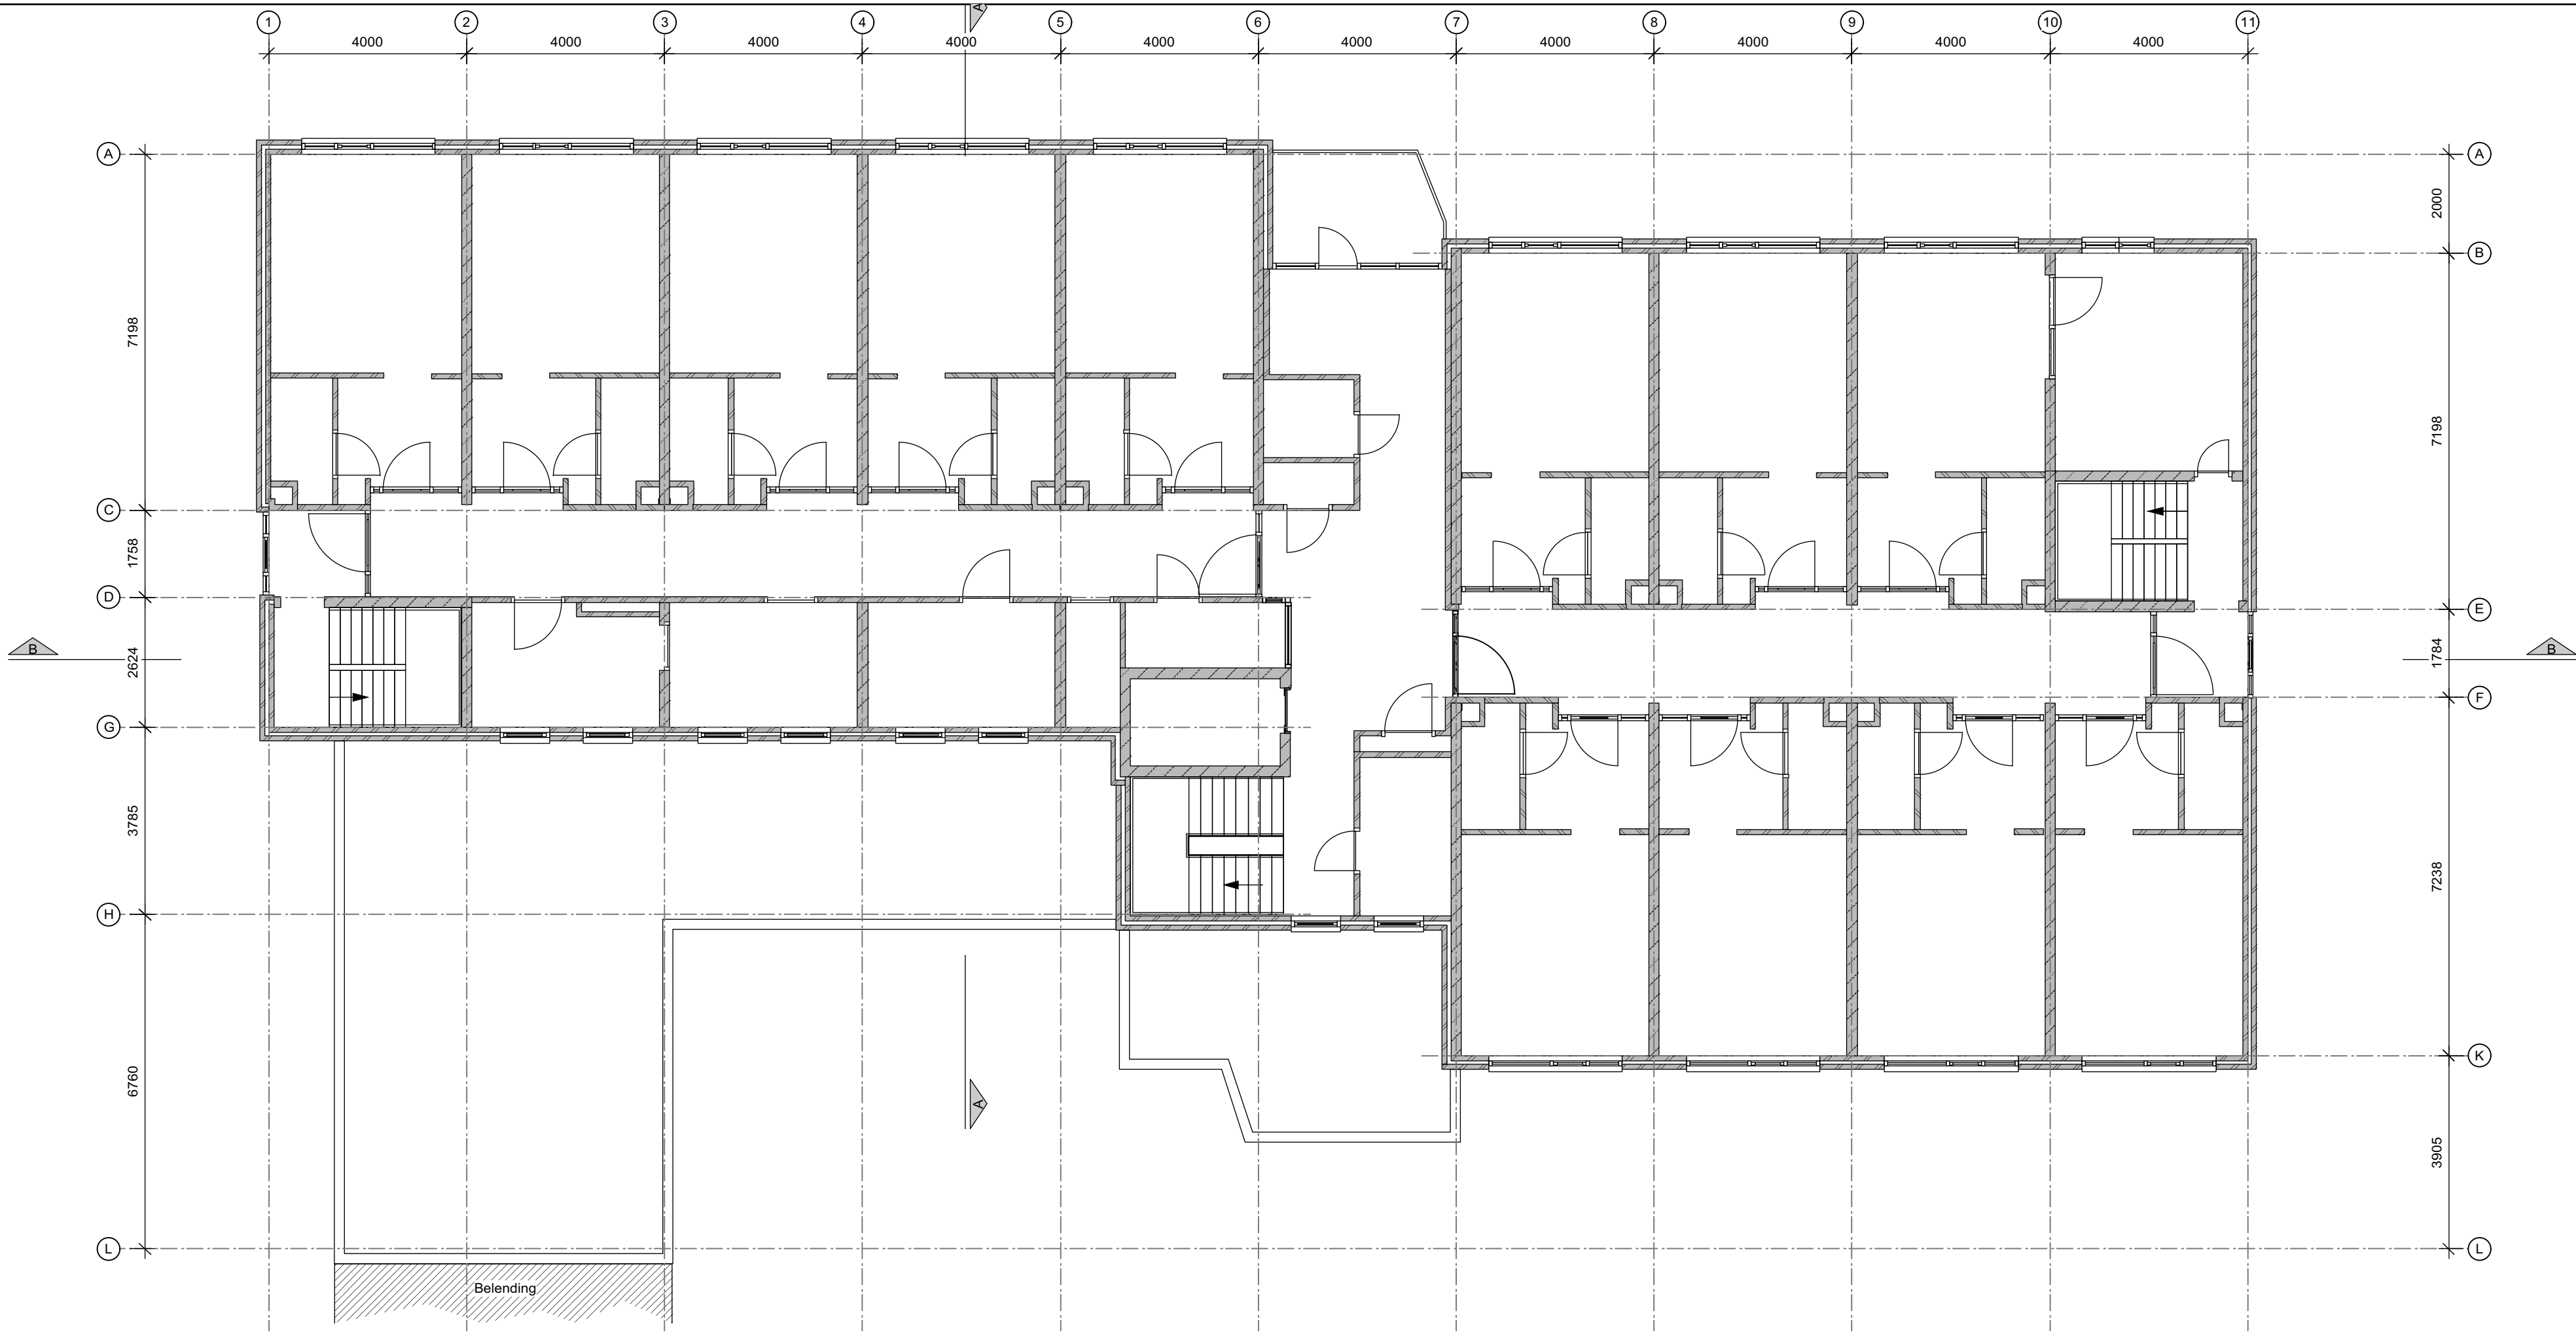 1 2 3 4 5 6 7 8 9 10 11
4000 4000 4000 4000 4000 4000 4000 4000 4000 4000
A
A A
2000
B B
7198 7198
C
1758
D E
B 2624 1784 B
F
G
3785
7238
H
K
A
6760 3905
L L
Belending